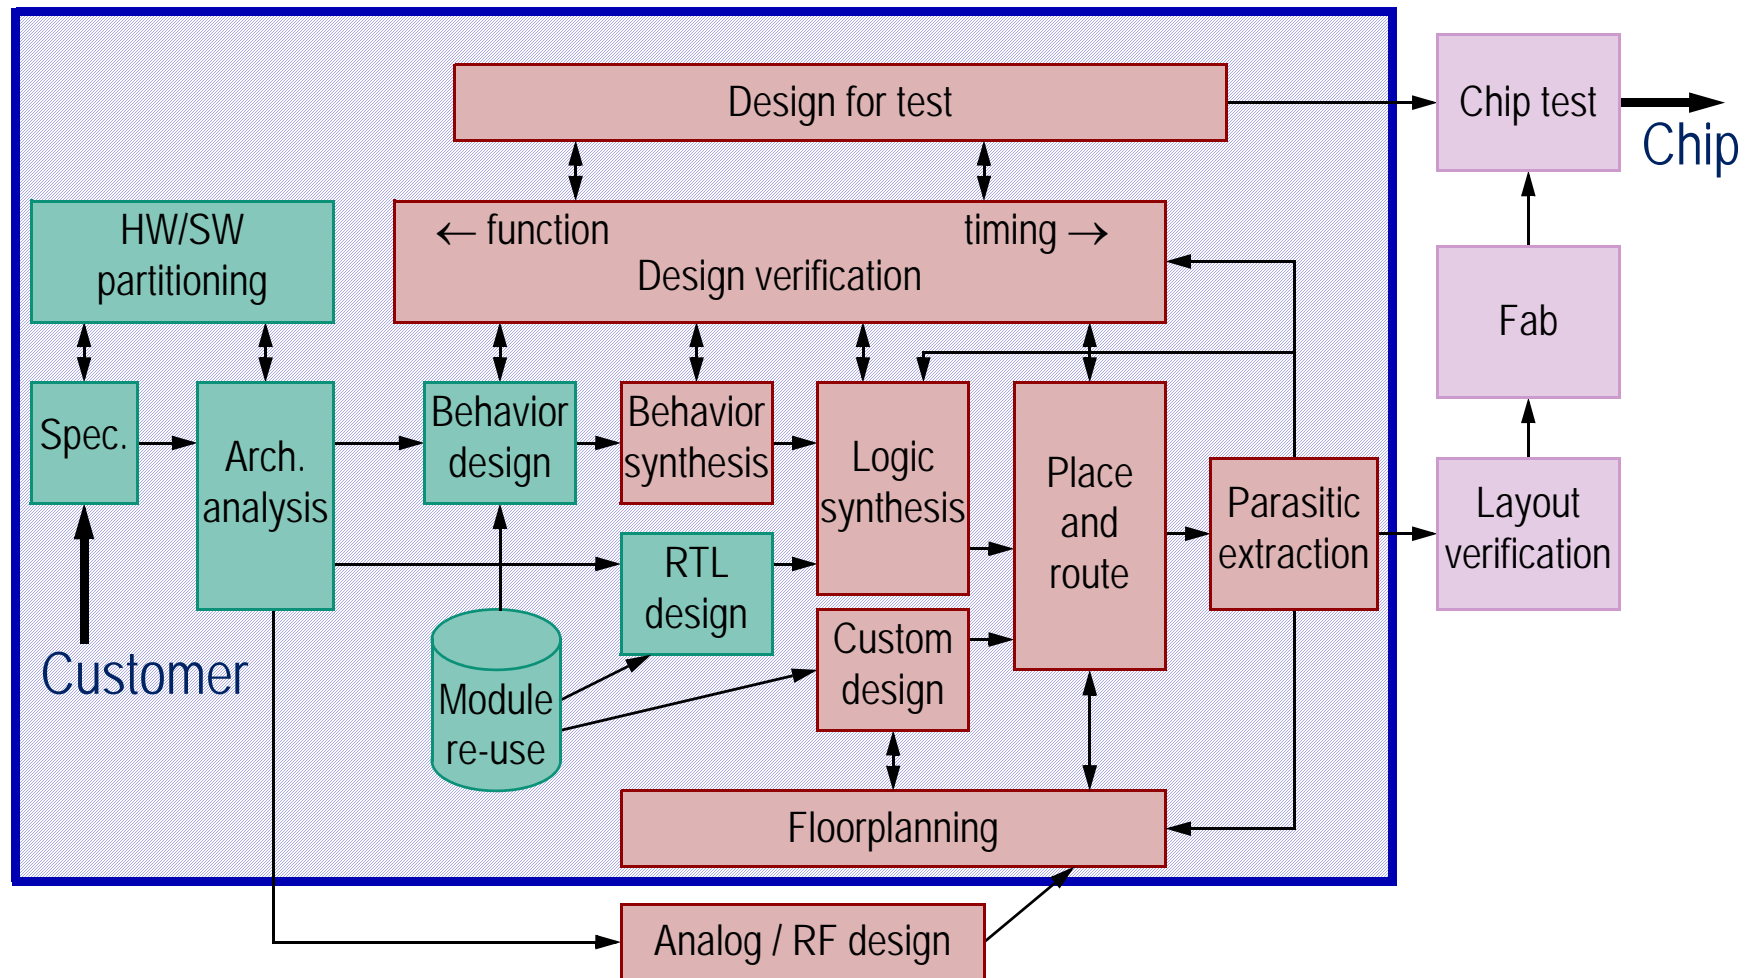 Design for test
Chip test
Chip
HW/SW
partitioning
← function
timing →
Design verification
Fab
Spec.
Arch.
analysis
Behavior
design
Behavior
synthesis
Logic
synthesis
Place
and
route
Parasitic
extraction
Layout
verification
RTL
design
Customer
Module
re-use
Custom
design
Floorplanning
Analog / RF design